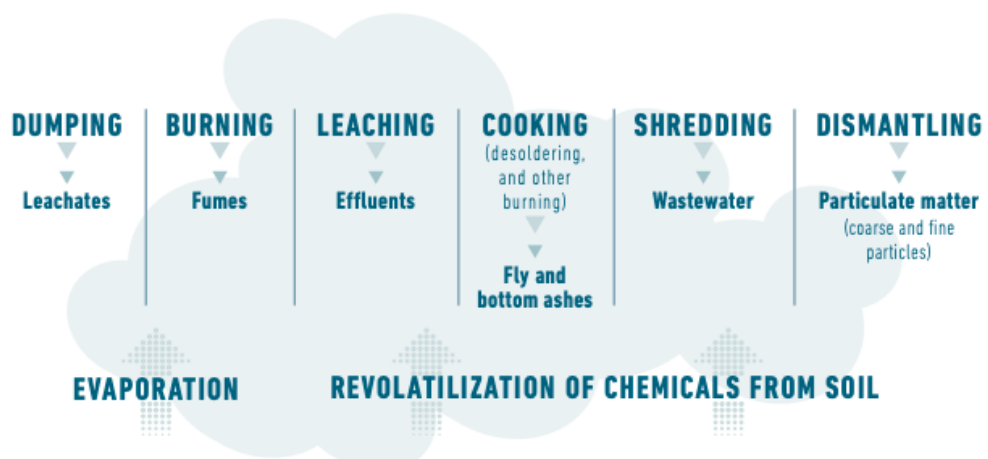 DUMPING
Leachates
BURNING
Fumes
LEACHING
Effluents
COOKING
(desoldering,
and other
burning)
Fly and
bottom ashes
SHREDDING
Wastewater
DISMANTLING
Particulate matter
(coarse and fine
particles)
EVAPORATION
REVOLATILIZATION OF CHEMICALS FROM SOIL